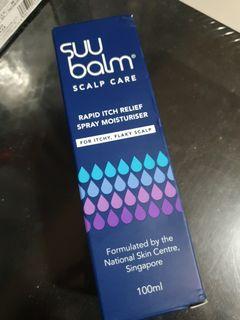 suu
balm®
SCALP CARE
RAPID ITCH RELIEF
SPRAY MOISTURISER
FOR ITCHY, FLAKY SCALP
Formulated by the
National Skin Centre,
Singapore
100ml